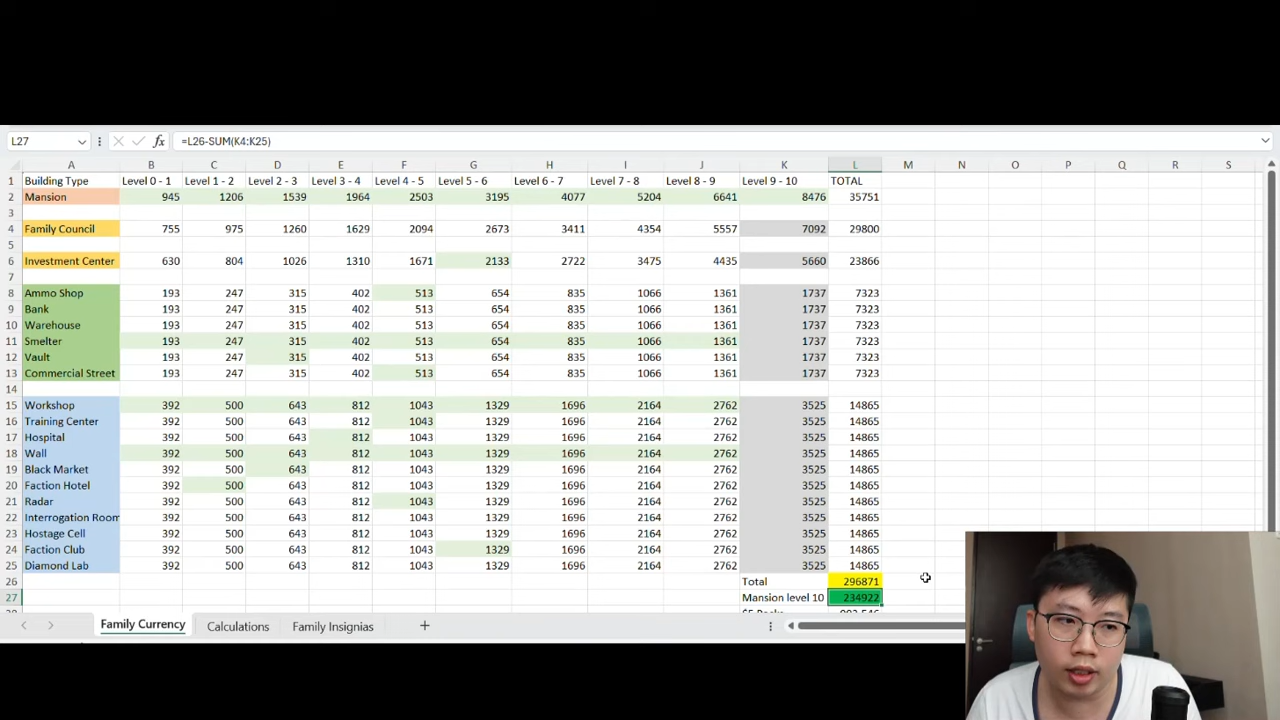 L27 =L26-SUM(K4:K25)
A B C D E F G H I J K L M N O P Q R S
1 Building Type Level 0 - 1 Level 1 - 2 Level 2 - 3 Level 3 - 4 Level 4 - 5 Level 5 - 6 Level 6 - 7 Level 7 - 8 Level 8 - 9 Level 9 - 10 TOTAL
2 Mansion 945 1206 1539 1964 2503 3195 4077 5204 6641 8476 35751
3
4 Family Council 755 975 1260 1629 2094 2673 3411 4354 5557 7092 29800
5
6 Investment Center 630 804 1026 1310 1671 2133 2722 3475 4435 5660 23866
7
8 Ammo Shop 193 247 315 402 513 654 835 1066 1361 1737 7323
9 Bank 193 247 315 402 513 654 835 1066 1361 1737 7323
10 Warehouse 193 247 315 402 513 654 835 1066 1361 1737 7323
11 Smelter 193 247 315 402 513 654 835 1066 1361 1737 7323
12 Vault 193 247 315 402 513 654 835 1066 1361 1737 7323
13 Commercial Street 193 247 315 402 513 654 835 1066 1361 1737 7323
14
15 Workshop 392 500 643 812 1043 1329 1696 2164 2762 3525 14865
16 Training Center 392 500 643 812 1043 1329 1696 2164 2762 3525 14865
17 Hospital 392 500 643 812 1043 1329 1696 2164 2762 3525 14865
18 Wall 392 500 643 812 1043 1329 1696 2164 2762 3525 14865
19 Black Market 392 500 643 812 1043 1329 1696 2164 2762 3525 14865
20 Faction Hotel 392 500 643 812 1043 1329 1696 2164 2762 3525 14865
21 Radar 392 500 643 812 1043 1329 1696 2164 2762 3525 14865
22 Interrogation Room 392 500 643 812 1043 1329 1696 2164 2762 3525 14865
23 Hostage Cell 392 500 643 812 1043 1329 1696 2164 2762 3525 14865
24 Faction Club 392 500 643 812 1043 1329 1696 2164 2762 3525 14865
25 Diamond Lab 392 500 643 812 1043 1329 1696 2164 2762 3525 14865
26 Total 296871
27 Mansion level 10 234922
Family Currency Calculations Family Insignias